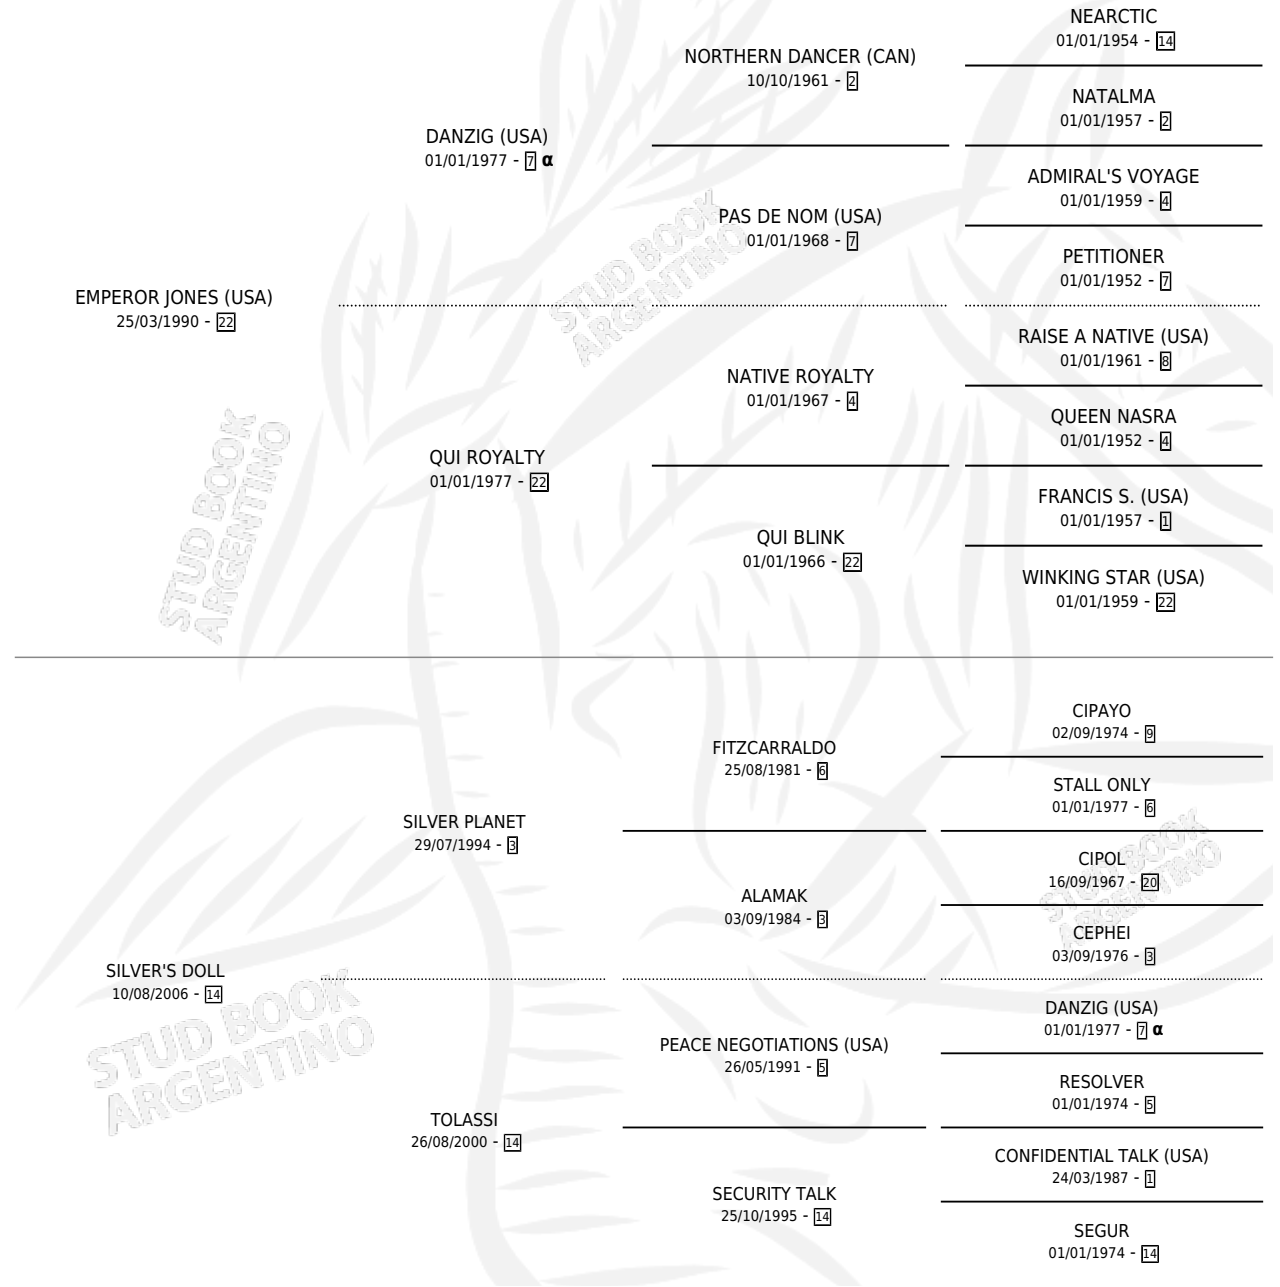 NEARCTIC
01/01/1954 - 14
NORTHERN DANCER (CAN)
10/10/1961 - 2
NATALMA
01/01/1957 - 2
DANZIG (USA)
01/01/1977 - 7 α
ADMIRAL'S VOYAGE
01/01/1959 - 4
PAS DE NOM (USA)
01/01/1968 - 7
PETITIONER
01/01/1952 - 7
EMPEROR JONES (USA)
25/03/1990 - 22
STUD BOOK
ARGENTINO
RAISE A NATIVE (USA)
01/01/1961 - 8
NATIVE ROYALTY
01/01/1967 - 4
QUEEN NASRA
01/01/1952 - 4
QUI ROYALTY
01/01/1977 - 22
FRANCIS S. (USA)
01/01/1957 - 1
QUI BLINK
01/01/1966 - 22
WINKING STAR (USA)
01/01/1959 - 22
STUD BOOK
ARGENTINO
CIPAYO
02/09/1974 - 9
FITZCARRALDO
25/08/1981 - 6
STALL ONLY
01/01/1977 - 6
SILVER PLANET
29/07/1994 - 3
CIPOL
16/09/1967 - 20
ALAMAK
03/09/1984 - 3
CEPHEI
03/09/1976 - 3
STUD BOOK
ARGENTINO
SILVER'S DOLL
10/08/2006 - 14
DANZIG (USA)
01/01/1977 - 7 α
PEACE NEGOTIATIONS (USA)
26/05/1991 - 5
RESOLVER
01/01/1974 - 5
STUD BOOK
ARGENTINO
TOLASSI
26/08/2000 - 14
CONFIDENTIAL TALK (USA)
24/03/1987 - 1
SECURITY TALK
25/10/1995 - 14
SEGUR
01/01/1974 - 14